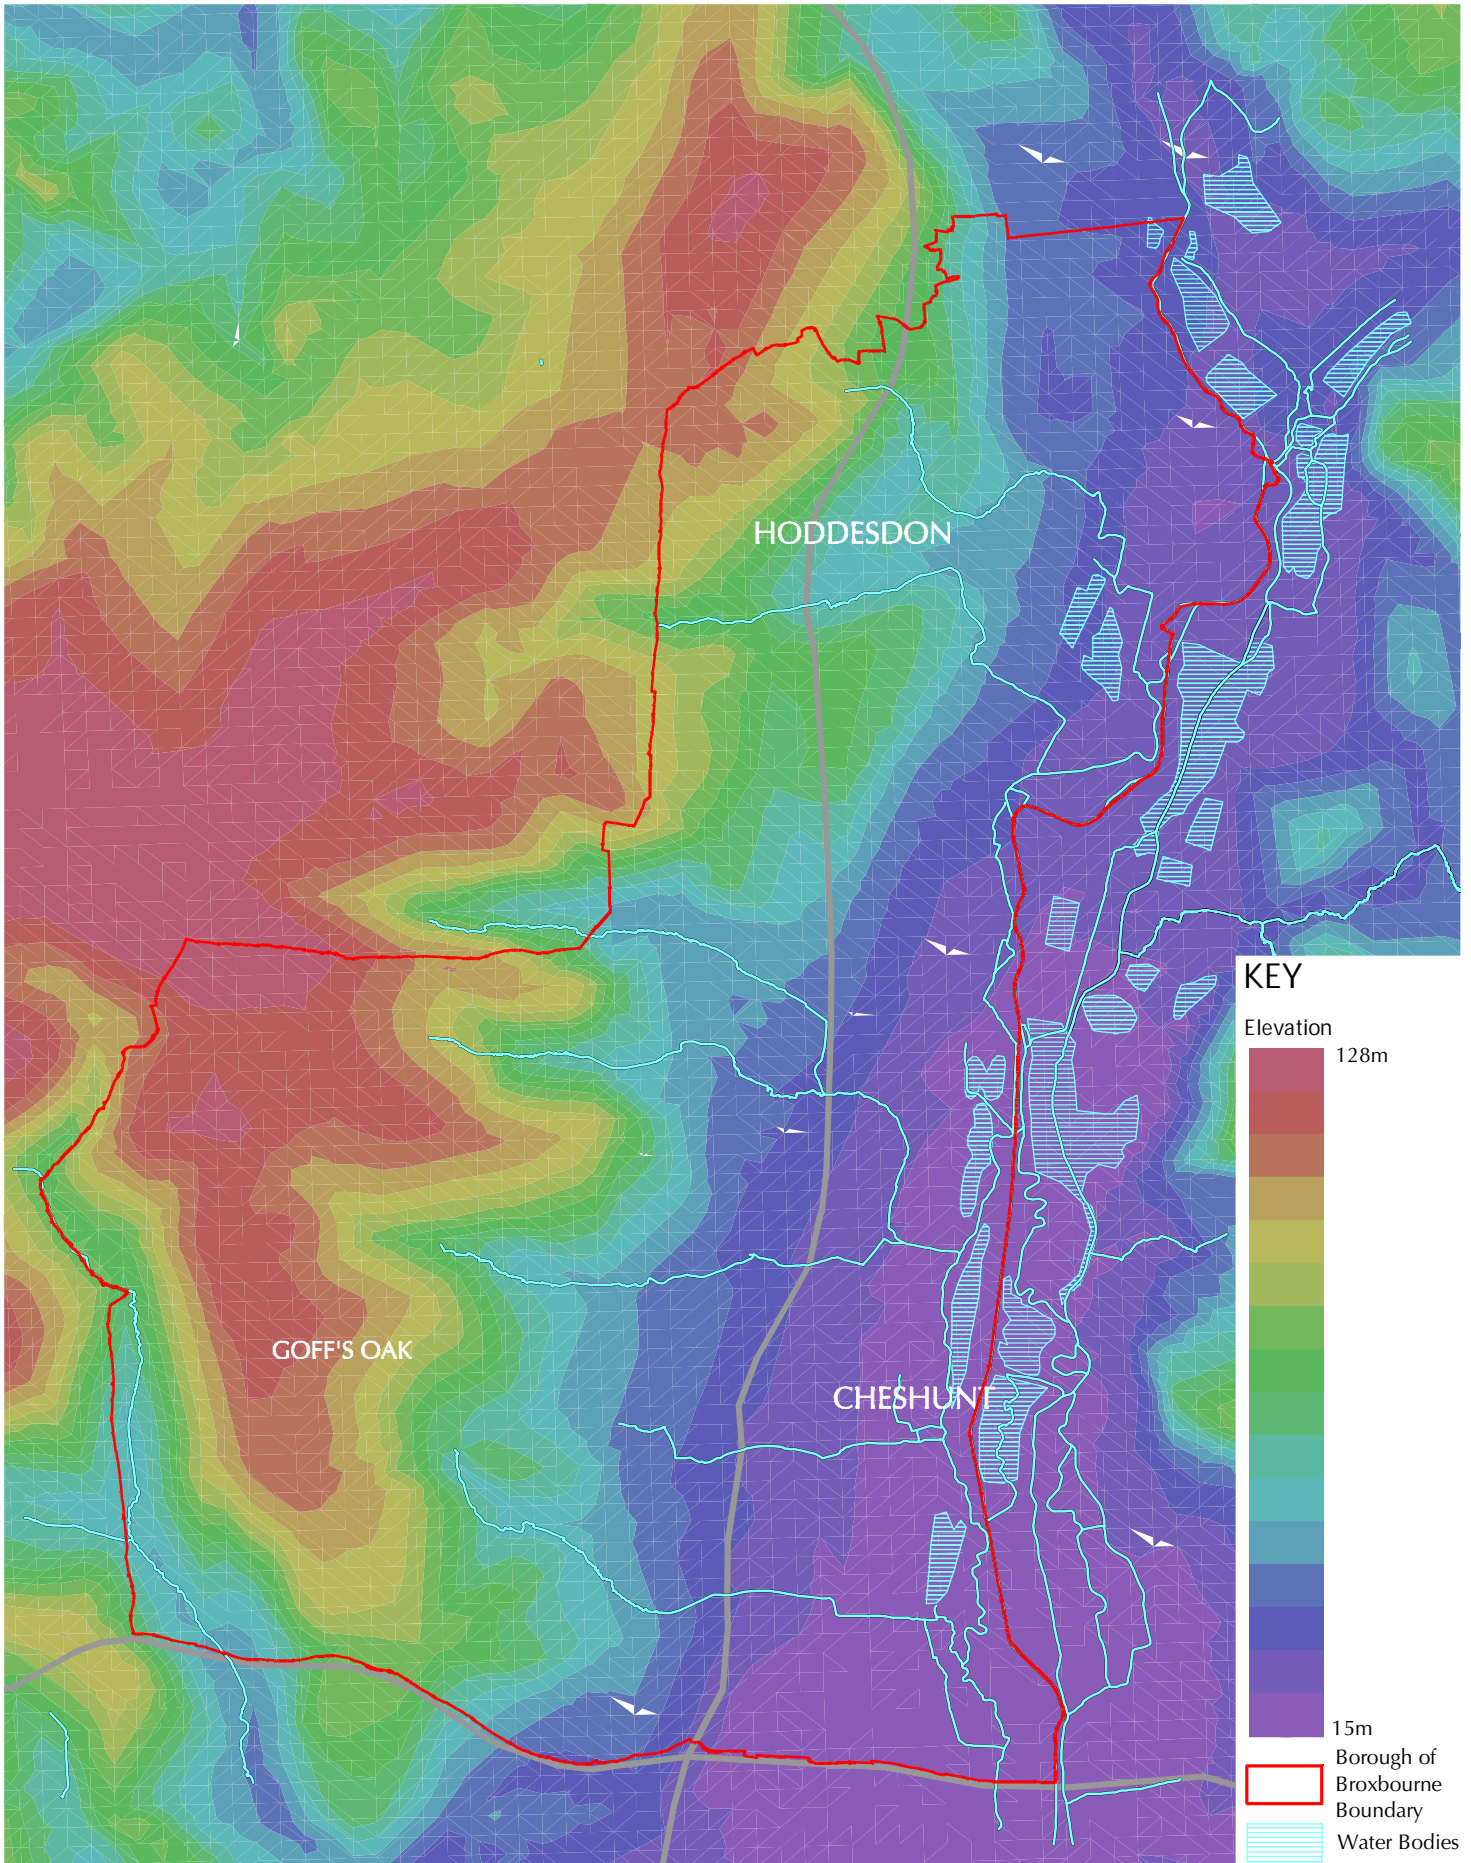 HODDESDON
KEY
Elevation
128m
GOFF'S OAK
CHESHUNT
15m
Borough of
Broxbourne
Boundary
Water Bodies